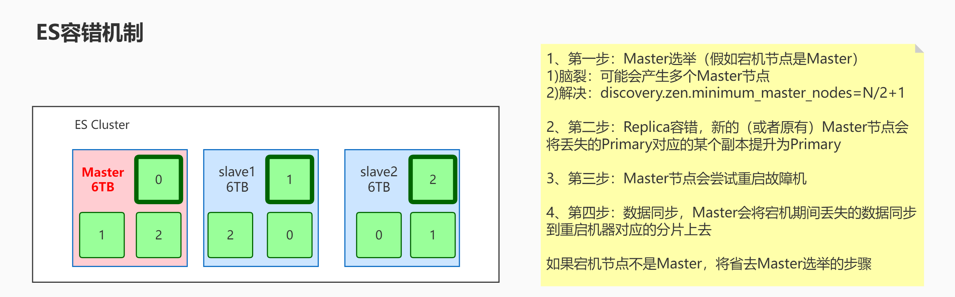 ES容错机制
ES Cluster
Master
6TB
0
1
2
slave1
6TB
1
2
0
slave2
6TB
2
0
1
1、第一步：Master选举（假如宕机节点是Master）
1)脑裂：可能会产生多个Master节点
2)解决：discovery.zen.minimum_master_nodes=N/2+1
2、第二步：Replica容错，新的（或者原有）Master节点会
将丢失的Primary对应的某个副本提升为Primary
3、第三步：Master节点会尝试重启故障机
4、第四步：数据同步，Master会将宕机期间丢失的数据同步
到重启机器对应的分片上去
如果宕机节点不是Master，将省去Master选举的步骤